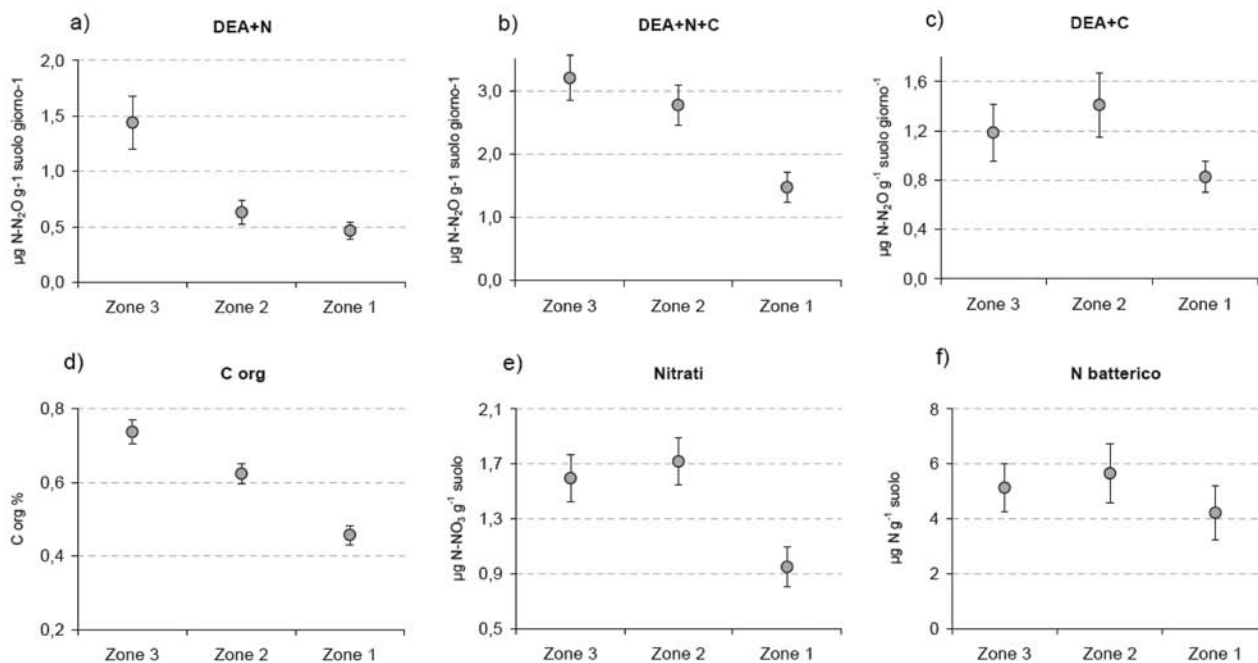 a) DEA+N
µg N-N₂O g-1 suolo giorno-1
2,0
1,5
1,0
0,5
0,0
Zone 3 Zone 2 Zone 1
b) DEA+N+C
µg N-N₂O g-1 suolo giorno-1
3,0
2,0
1,0
0,0
Zone 3 Zone 2 Zone 1
c) DEA+C
µg N-N₂O g⁻¹ suolo giorno⁻¹
1,6
1,2
0,8
0,4
0,0
Zone 3 Zone 2 Zone 1
d) C org
C org %
0,8
0,6
0,4
0,2
Zone 3 Zone 2 Zone 1
e) Nitrati
µg N-NO₃ g⁻¹ suolo
2,1
1,7
1,3
0,9
0,5
Zone 3 Zone 2 Zone 1
f) N batterico
µg N g⁻¹ suolo
8
6
4
2
0
Zone 3 Zone 2 Zone 1